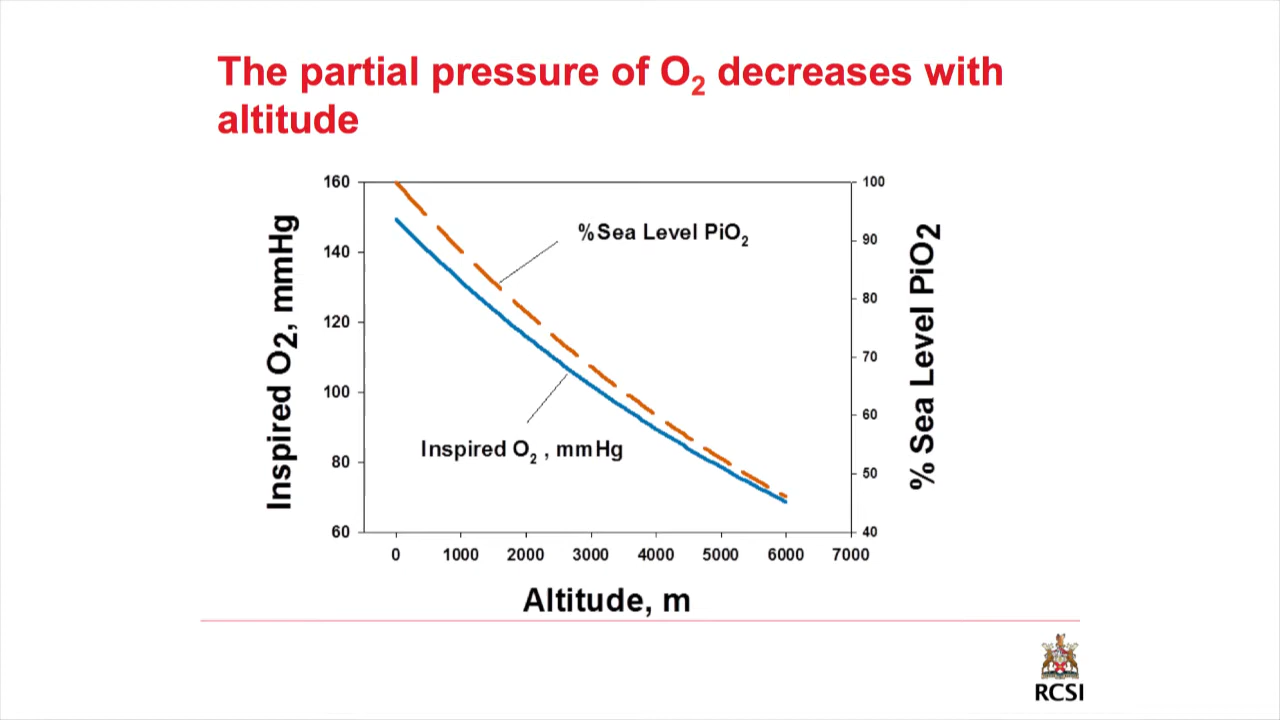 The partial pressure of O2 decreases with
altitude
Inspired O2, mmHg
160
140
120
100
80
60
%Sea Level PiO2
Inspired O2 , mmHg
100
90
80
70
60
50
40
% Sea Level PiO2
0 1000 2000 3000 4000 5000 6000 7000
Altitude, m
RCSI